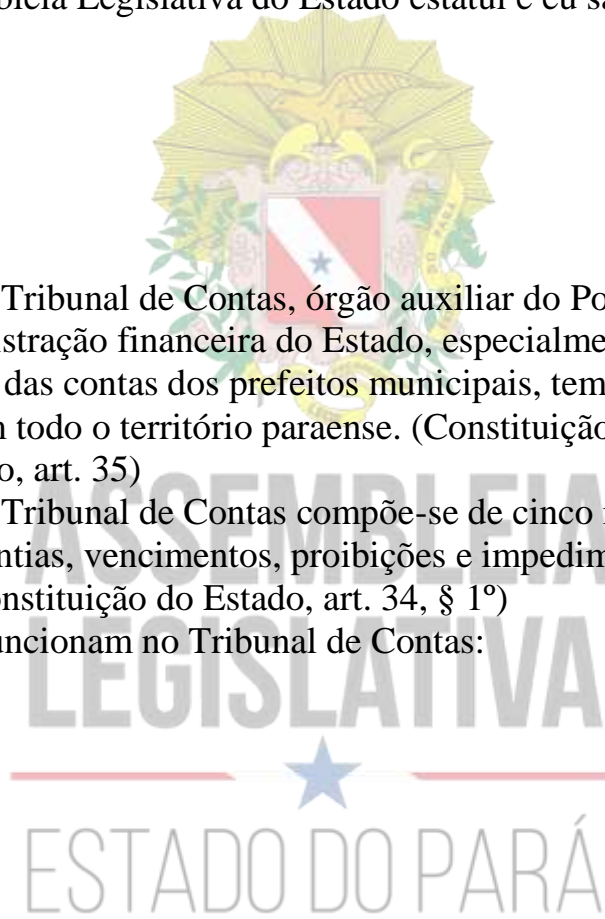 bleia Legislativa do Estado estatui e eu sa
Tribunal de Contas, órgão auxiliar do Po
stração financeira do Estado, especialme
das contas dos prefeitos municipais, tem
todo o território paraense. (Constituição
o, art. 35)
Tribunal de Contas compõe-se de cinco
ntias, vencimentos, proibições e impedim
onstituição do Estado, art. 34, § 1º)
uncionam no Tribunal de Contas:
ASSEMBLEIA
LEGISLATIVA
ESTADO DO PARÁ